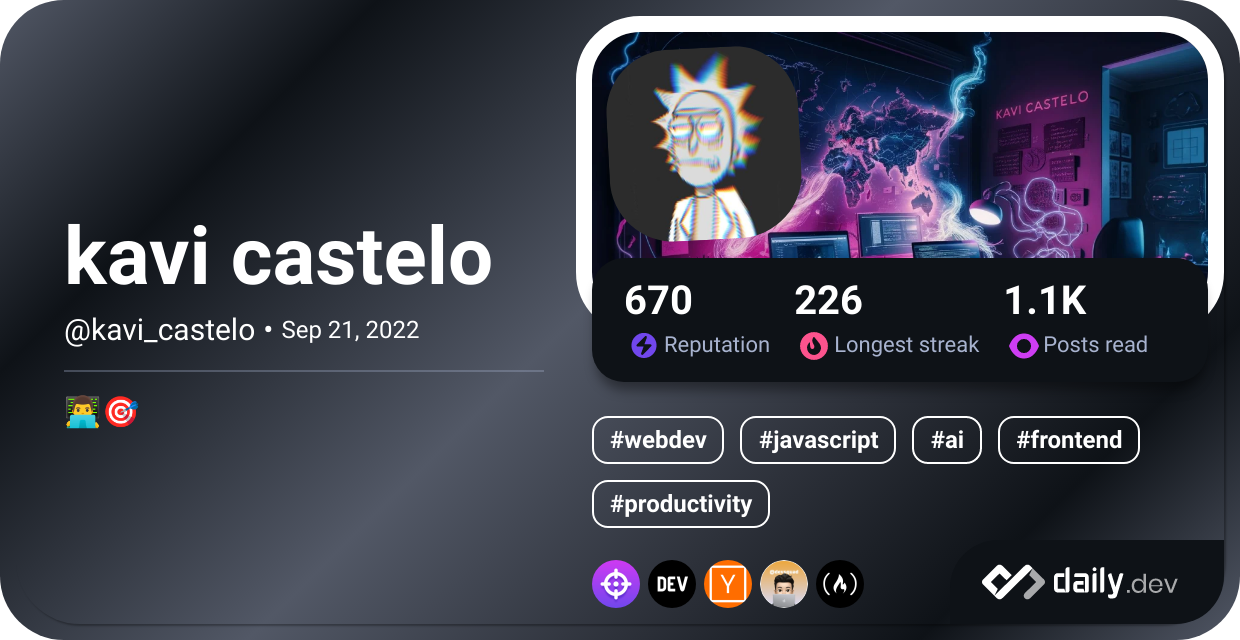 kavi castelo
@kavi_castelo • Sep 21, 2022
KAVI CASTELO
670 226 1.1K
Reputation Longest streak Posts read
#webdev #javascript #ai #frontend
#productivity
DEV Y
daily.dev